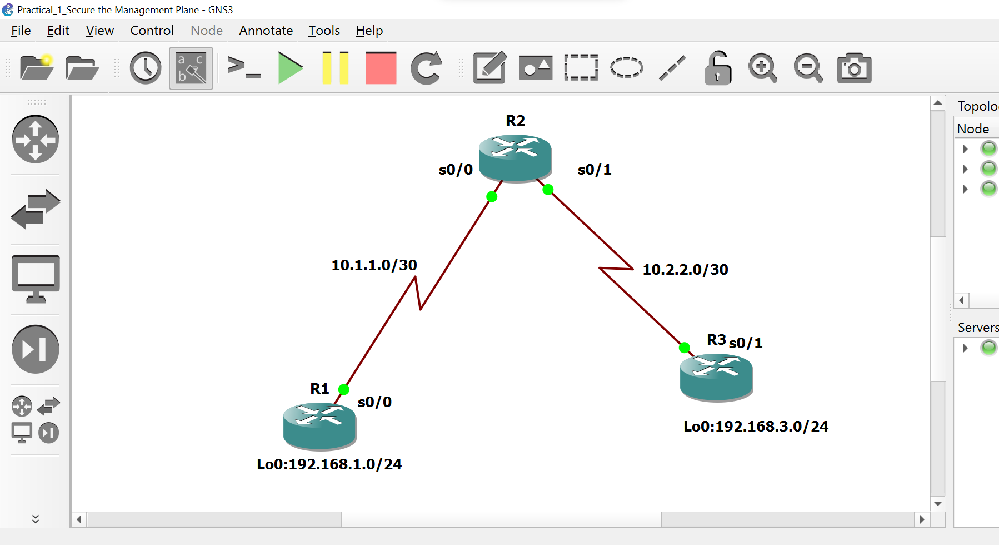 Practical_1_Secure the Management Plane - GNS3
File Edit View Control Node Annotate Tools Help
a c
b
>_
R2
s0/0 s0/1
10.1.1.0/30 10.2.2.0/30
R1 s0/0
R3 s0/1
Lo0:192.168.3.0/24
Lo0:192.168.1.0/24
Topolo
Node
Servers